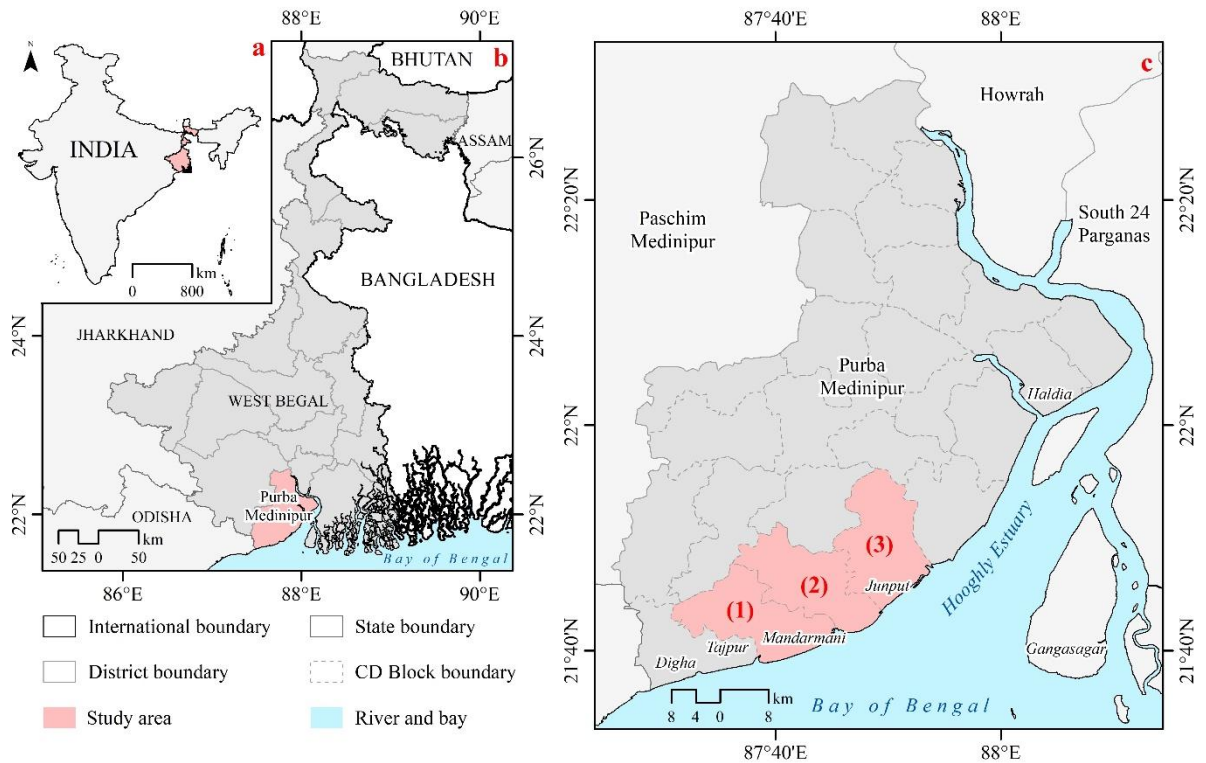 88°E
90°E
N
a
INDIA
km
0
800
b
BHUTAN
ASSAM
26°N
BANGLADESH
24°N
JHARKHAND
WEST BEGAL
Purba
Medinipur
22°N
22°N
ODISHA
km
50 25 0 50
Bay of Bengal
86°E
88°E
90°E
International boundary
State boundary
District boundary
CD Block boundary
Study area
River and bay
87°40'E
88°E
c
Howrah
22°20'N
22°20'N
South 24
Parganas
Paschim
Medinipur
Purba
Medinipur
Haldia
22°N
22°N
(3)
(2)
(1)
Junput
Hooghly Estuary
Mandarmani
Tajpur
Digha
Gangasagar
21°40'N
21°40'N
km
8 4 0 8
Bay of Bengal
87°40'E
88°E